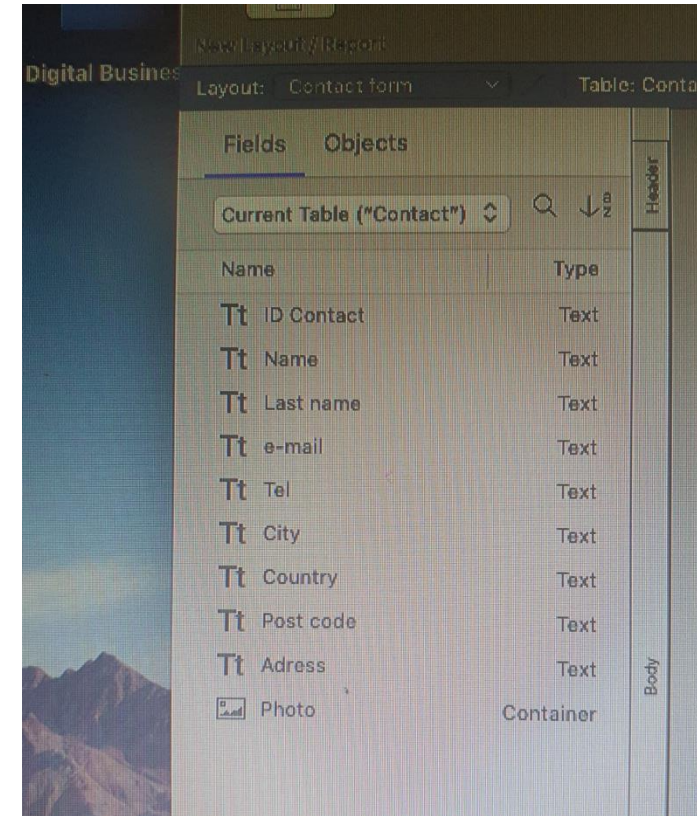 New Layout / Report
Digital Busines
Layout: Contact form
Table: Conta
Fields Objects
Current Table ("Contact")
Header
Name Type
Tt ID Contact Text
Tt Name Text
Tt Last name Text
Tt e-mail Text
Tt Tel Text
Tt City Text
Tt Country Text
Tt Post code Text
Tt Adress Text
Body
Photo Container